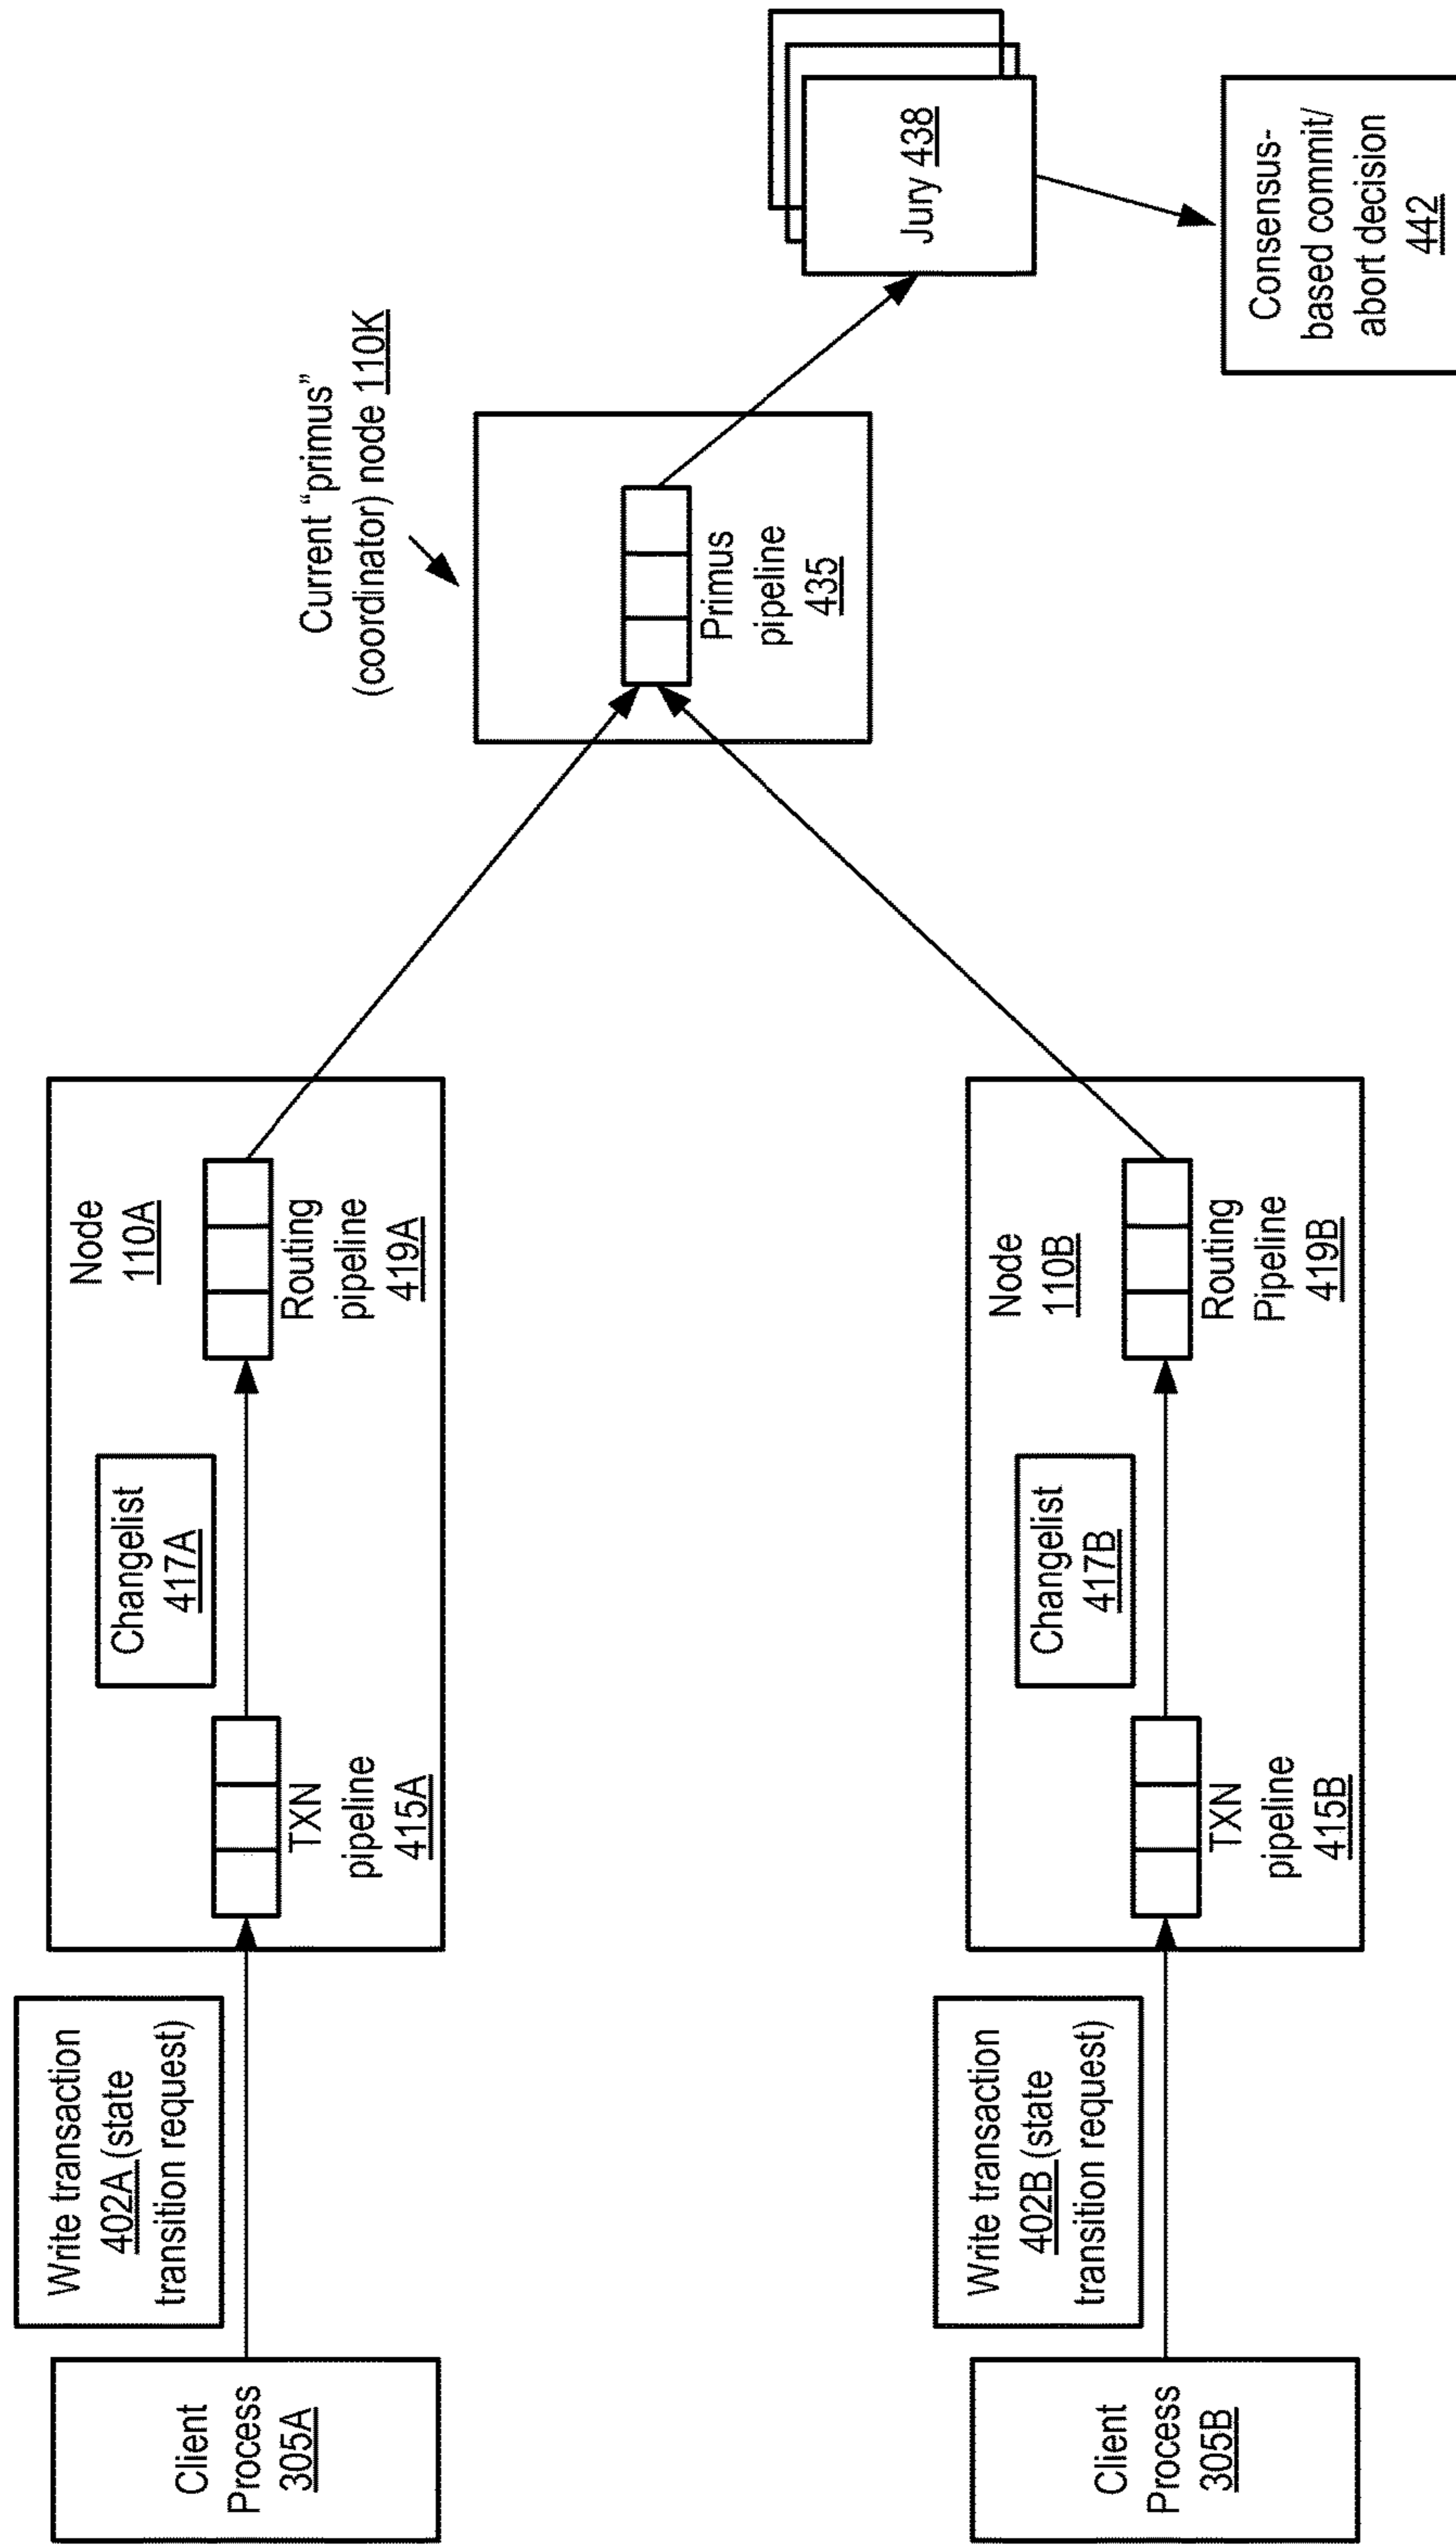 Client
Process
305A
Write transaction
402A (state
transition request)
TXN
pipeline
415A
Changelist
417A
Node
110A
Routing
pipeline
419A
Current “primus”
(coordinator) node 110K
Primus
pipeline
435
Jury 438
Consensus-
based commit/
abort decision
442
Client
Process
305B
Write transaction
402B (state
transition request)
TXN
pipeline
415B
Changelist
417B
Node
110B
Routing
Pipeline
419B